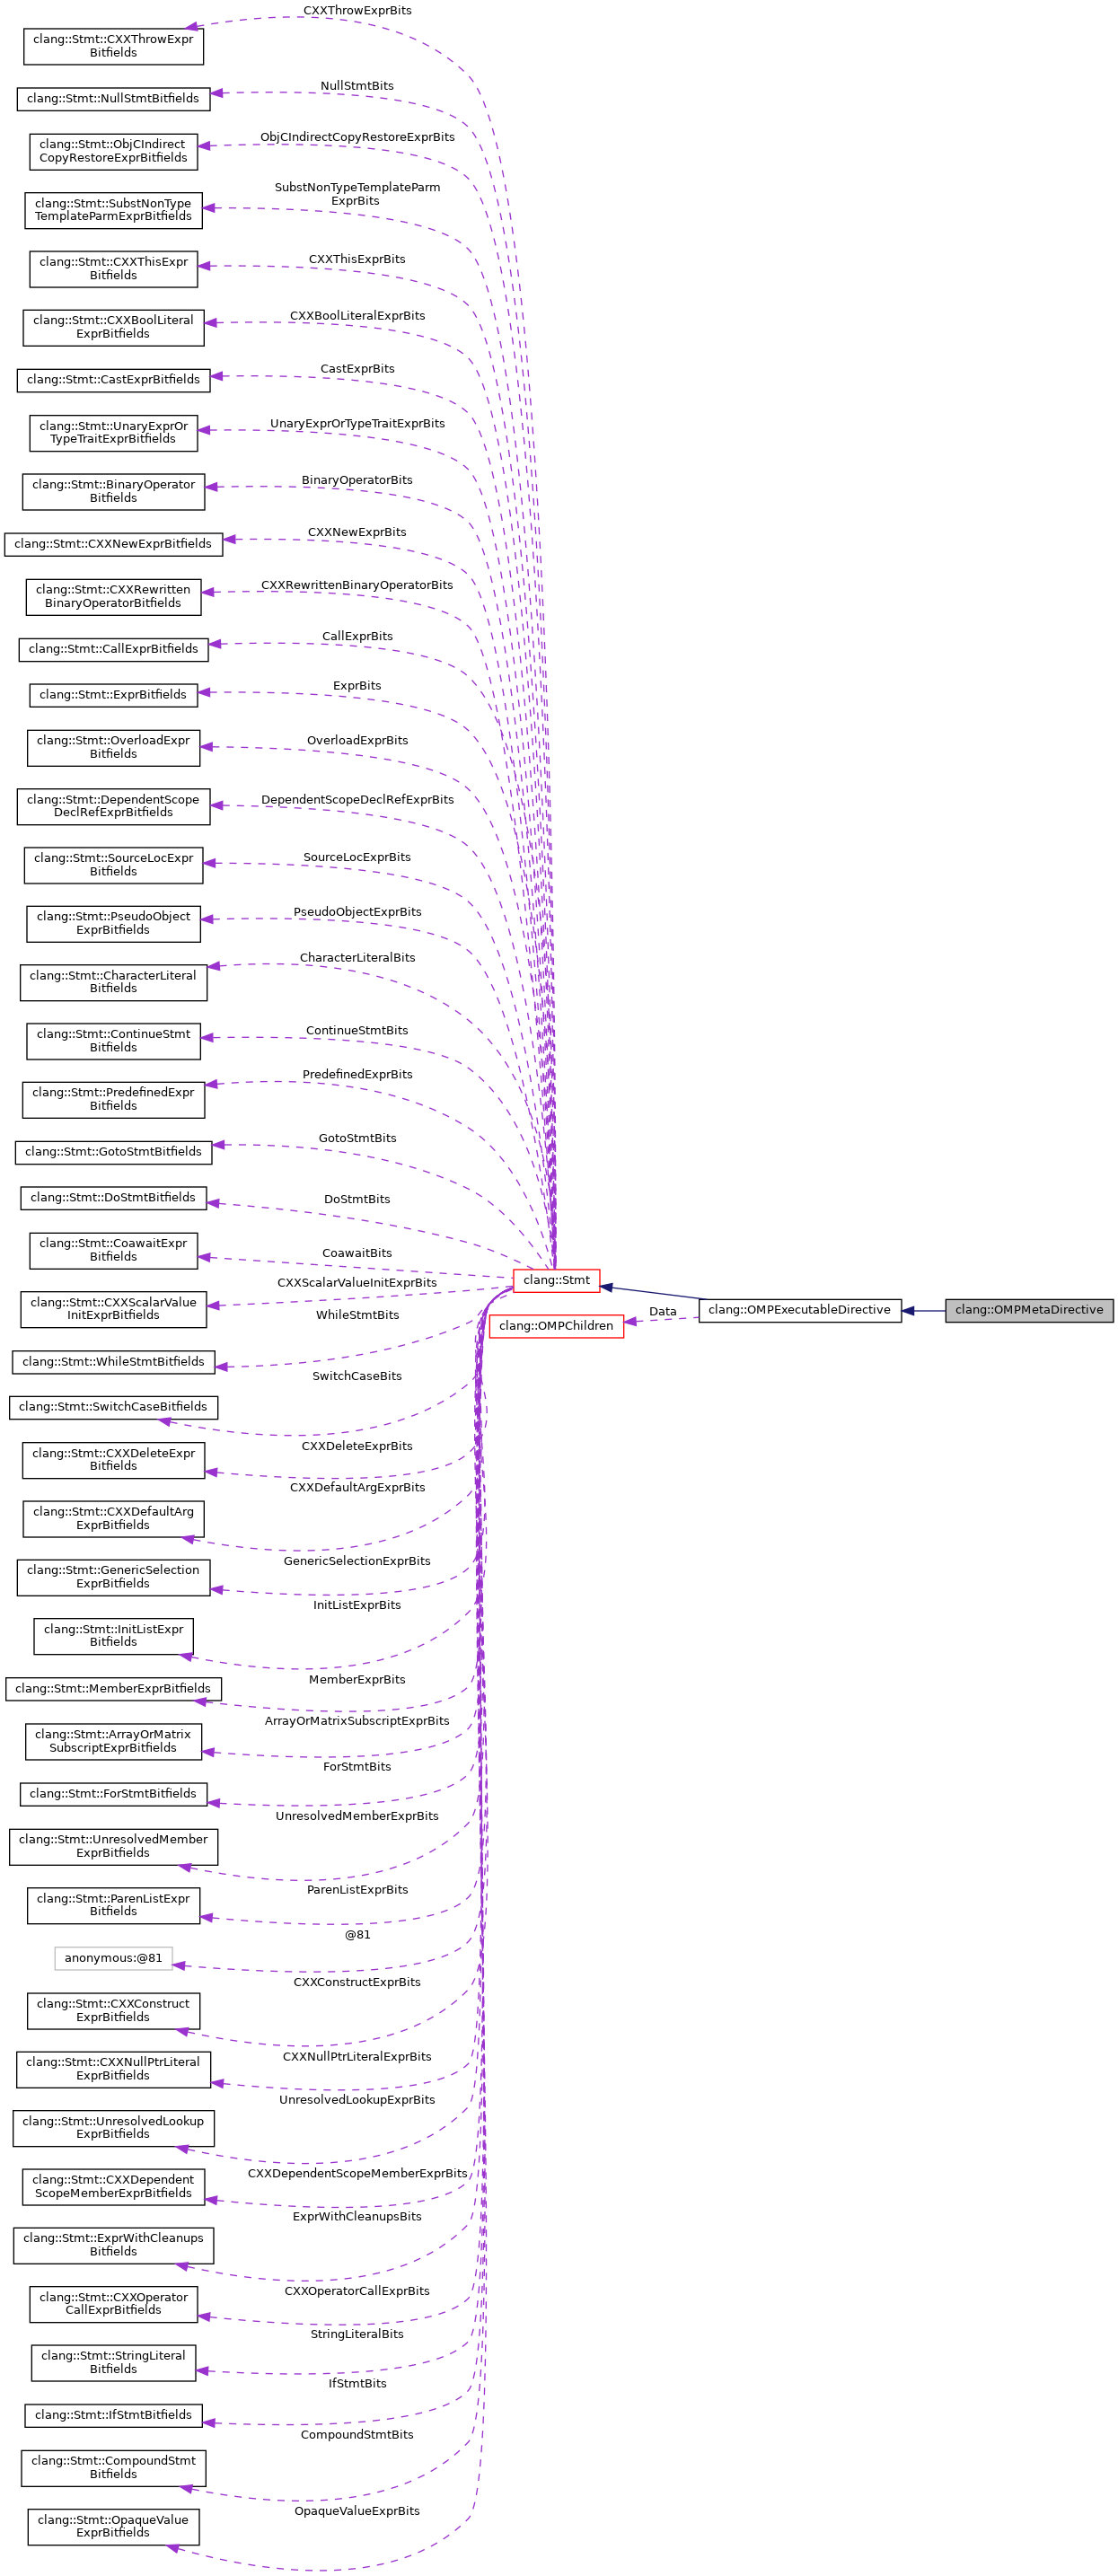 CXXThrowExprBits
clang::Stmt::CXXThrowExpr
Bitfields
NullStmtBits
clang::Stmt::NullStmtBitfields
ObjCIndirectCopyRestoreExprBits
clang::Stmt::ObjCIndirect
CopyRestoreExprBitfields
SubstNonTypeTemplateParm
ExprBits
clang::Stmt::SubstNonType
TemplateParmExprBitfields
CXXThisExprBits
clang::Stmt::CXXThisExpr
Bitfields
CXXBoolLiteralExprBits
clang::Stmt::CXXBoolLiteral
ExprBitfields
CastExprBits
clang::Stmt::CastExprBitfields
UnaryExprOrTypeTraitExprBits
clang::Stmt::UnaryExprOr
TypeTraitExprBitfields
BinaryOperatorBits
clang::Stmt::BinaryOperator
Bitfields
CXXNewExprBits
clang::Stmt::CXXNewExprBitfields
CXXRewrittenBinaryOperatorBits
clang::Stmt::CXXRewritten
BinaryOperatorBitfields
CallExprBits
clang::Stmt::CallExprBitfields
ExprBits
clang::Stmt::ExprBitfields
OverloadExprBits
clang::Stmt::OverloadExpr
Bitfields
DependentScopeDeclRefExprBits
clang::Stmt::DependentScope
DeclRefExprBitfields
SourceLocExprBits
clang::Stmt::SourceLocExpr
Bitfields
PseudoObjectExprBits
clang::Stmt::PseudoObject
ExprBitfields
CharacterLiteralBits
clang::Stmt::CharacterLiteral
Bitfields
ContinueStmtBits
clang::Stmt::ContinueStmt
Bitfields
PredefinedExprBits
clang::Stmt::PredefinedExpr
Bitfields
GotoStmtBits
clang::Stmt::GotoStmtBitfields
DoStmtBits
clang::Stmt::DoStmtBitfields
CoawaitBits
clang::Stmt::CoawaitExpr
Bitfields
clang::Stmt
CXXScalarValueInitExprBits
clang::Stmt::CXXScalarValue
InitExprBitfields
Data
clang::OMPExecutableDirective
clang::OMPMetaDirective
clang::OMPChildren
WhileStmtBits
clang::Stmt::WhileStmtBitfields
SwitchCaseBits
clang::Stmt::SwitchCaseBitfields
CXXDeleteExprBits
clang::Stmt::CXXDeleteExpr
Bitfields
CXXDefaultArgExprBits
clang::Stmt::CXXDefaultArg
ExprBitfields
GenericSelectionExprBits
clang::Stmt::GenericSelection
ExprBitfields
InitListExprBits
clang::Stmt::InitListExpr
Bitfields
MemberExprBits
clang::Stmt::MemberExprBitfields
ArrayOrMatrixSubscriptExprBits
clang::Stmt::ArrayOrMatrix
SubscriptExprBitfields
ForStmtBits
clang::Stmt::ForStmtBitfields
UnresolvedMemberExprBits
clang::Stmt::UnresolvedMember
ExprBitfields
ParenListExprBits
clang::Stmt::ParenListExpr
Bitfields
@81
anonymous:@81
CXXConstructExprBits
clang::Stmt::CXXConstruct
ExprBitfields
CXXNullPtrLiteralExprBits
clang::Stmt::CXXNullPtrLiteral
ExprBitfields
UnresolvedLookupExprBits
clang::Stmt::UnresolvedLookup
ExprBitfields
CXXDependentScopeMemberExprBits
clang::Stmt::CXXDependent
ScopeMemberExprBitfields
ExprWithCleanupsBits
clang::Stmt::ExprWithCleanups
Bitfields
CXXOperatorCallExprBits
clang::Stmt::CXXOperator
CallExprBitfields
StringLiteralBits
clang::Stmt::StringLiteral
Bitfields
IfStmtBits
clang::Stmt::IfStmtBitfields
CompoundStmtBits
clang::Stmt::CompoundStmt
Bitfields
OpaqueValueExprBits
clang::Stmt::OpaqueValue
ExprBitfields